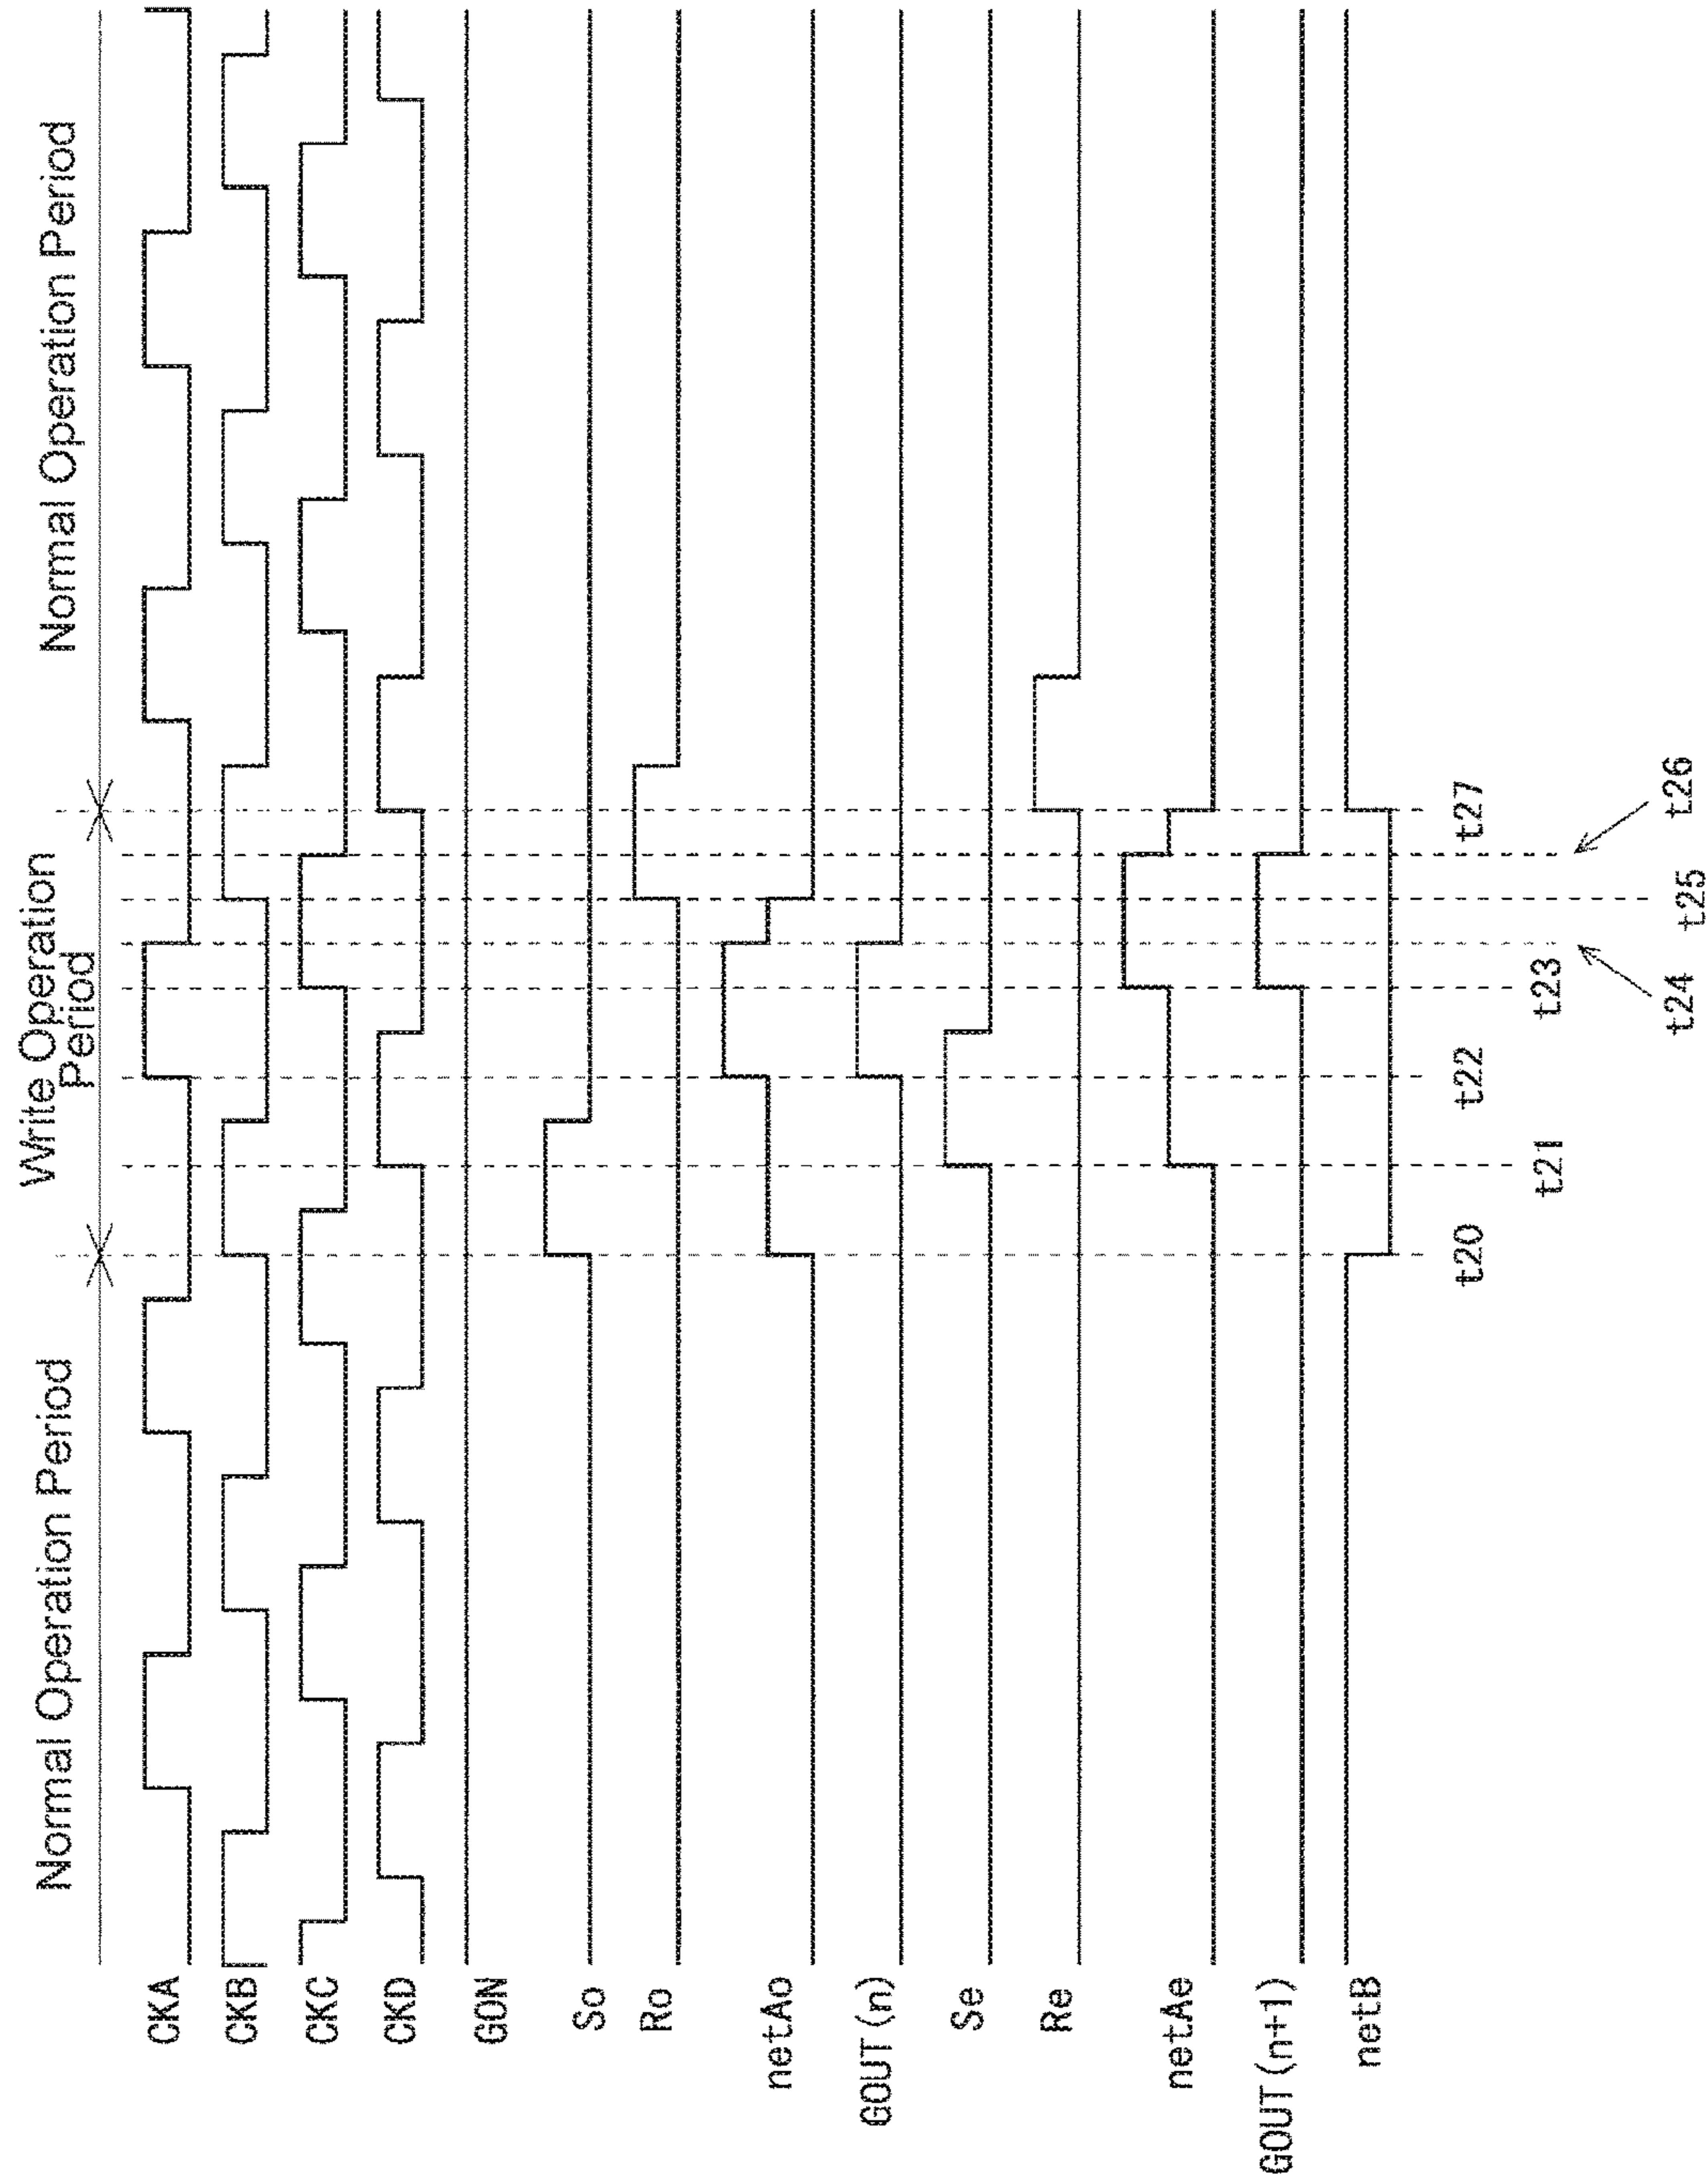 Normal Operation Period
Write Operation
Period
Normal Operation Period
CKA
CKB
CKC
CKD
GON
So
Ro
netAo
GOUT(n)
Se
Re
netAe
GOUT(n+1)
netB
t20
t22
t27
t21
t23
t24
t26
t25